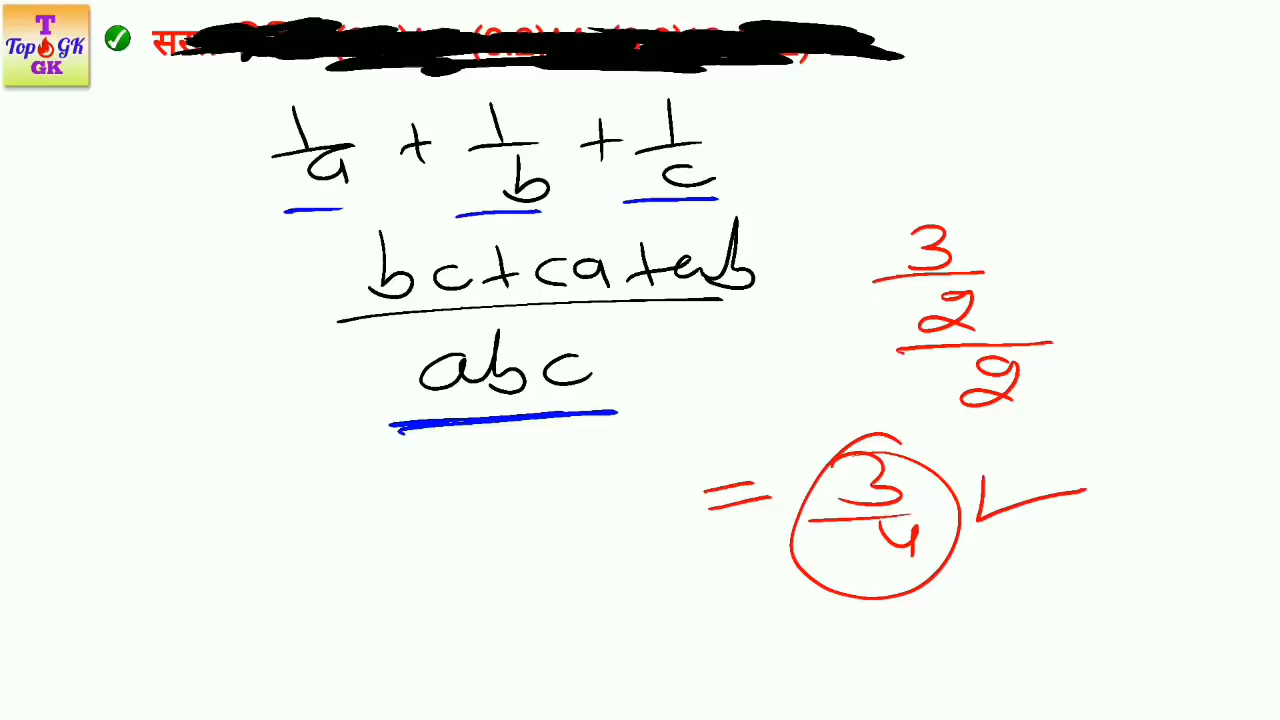 T
Top GK
GK
1/a + 1/b + 1/c
bc+ca+ab
abc
3
2
2
= 3/4 ✓